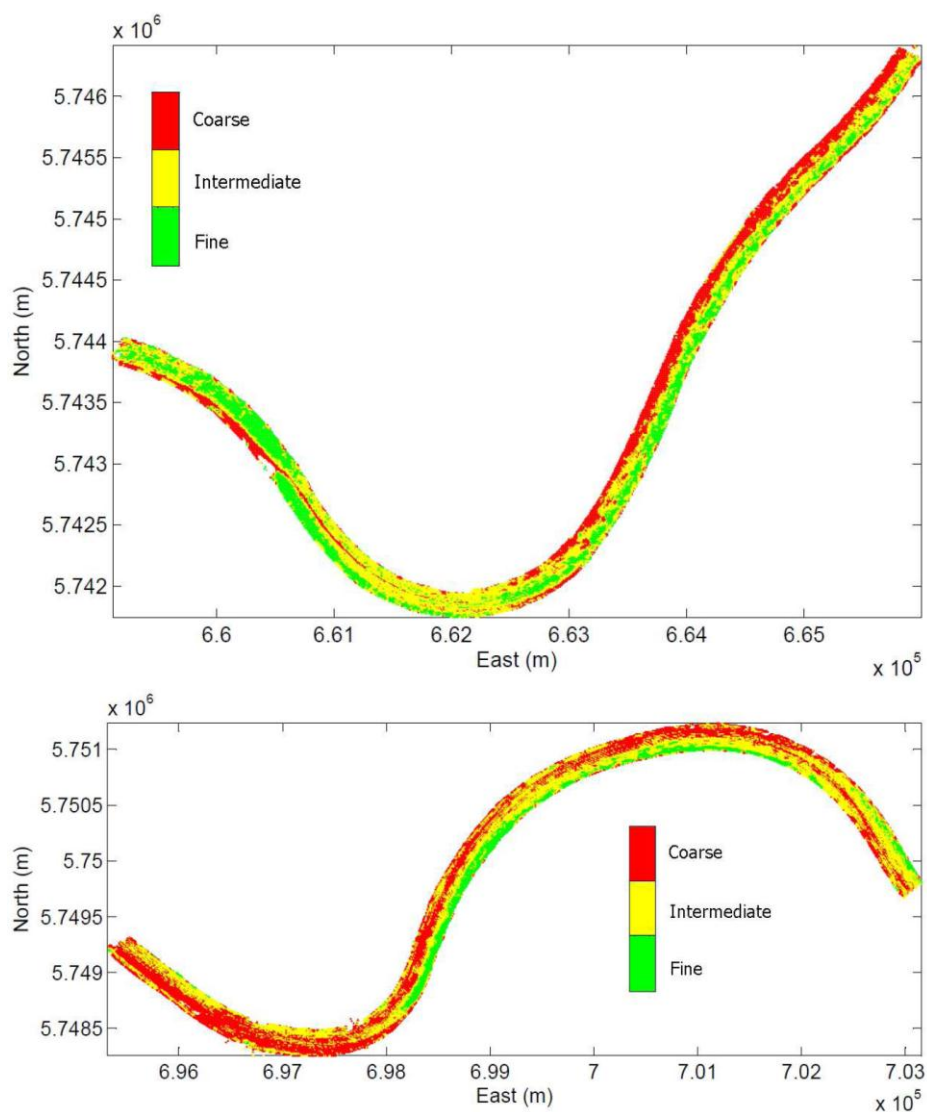 x 10^6
5.746
5.7455
5.745
5.7445
5.744
5.7435
5.743
5.7425
5.742
North (m)
Coarse
Intermediate
Fine
6.6 6.61 6.62 6.63 6.64 6.65
East (m)
x 10^5
x 10^6
5.751
5.7505
5.75
5.7495
5.749
5.7485
North (m)
Coarse
Intermediate
Fine
6.96 6.97 6.98 6.99 7 7.01 7.02 7.03
East (m)
x 10^5